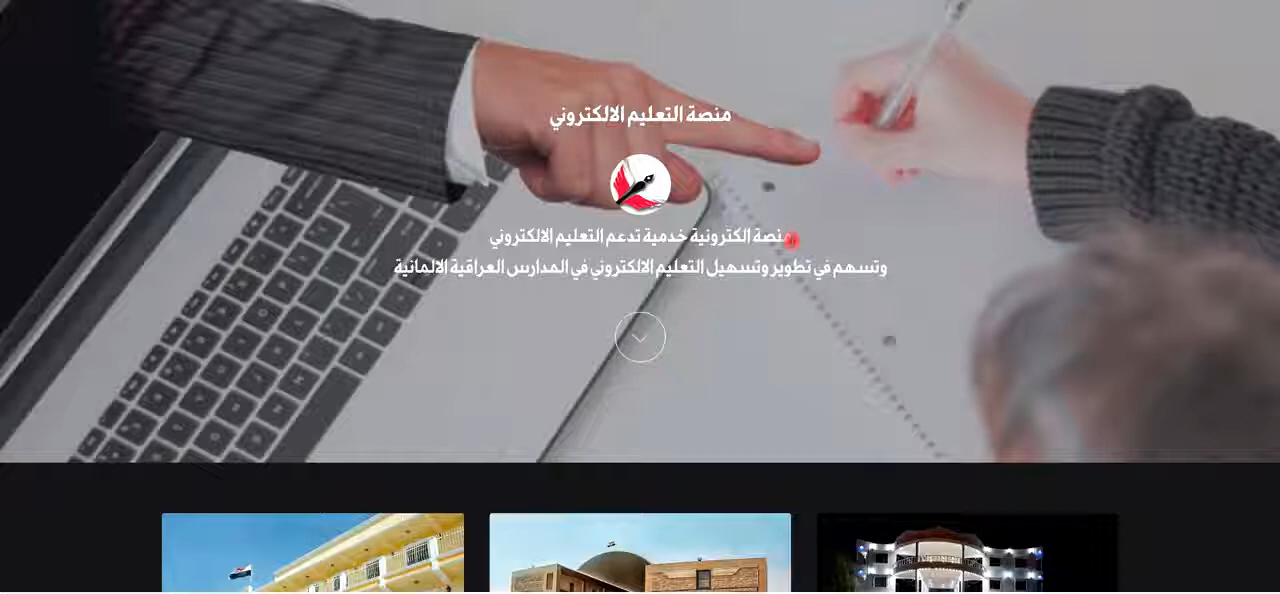 منصة التعليم الالكتروني
منصة الكترونية خدمية تدعم التعليم الالكتروني
وتسهم في تطوير وتسهيل التعليم الالكتروني في المدارس العراقية الالمانية